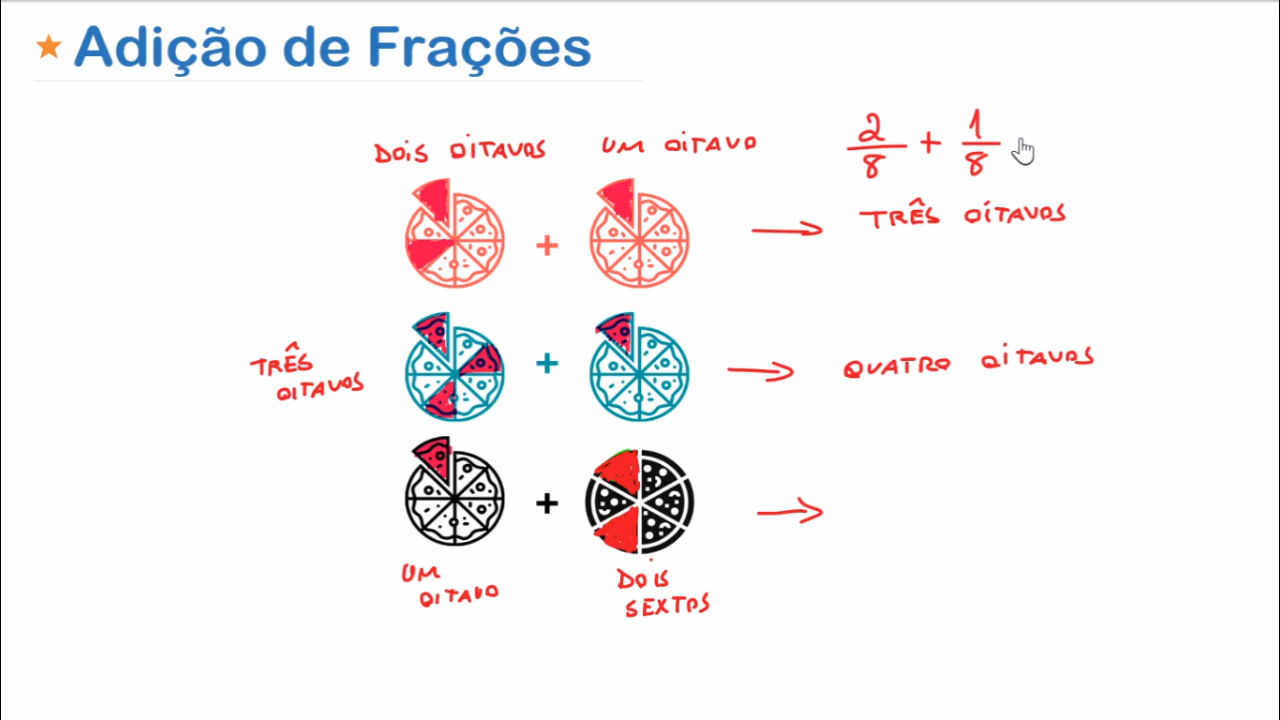 Adição de Frações
DOIS OITAVOS
UM OITAVO
2/8 + 1/8
+
TRÊS OITAVOS
TRÊS
OITAVOS
+
QUATRO OITAVOS
+
UM
OITAVO
DOIS
SEXTOS